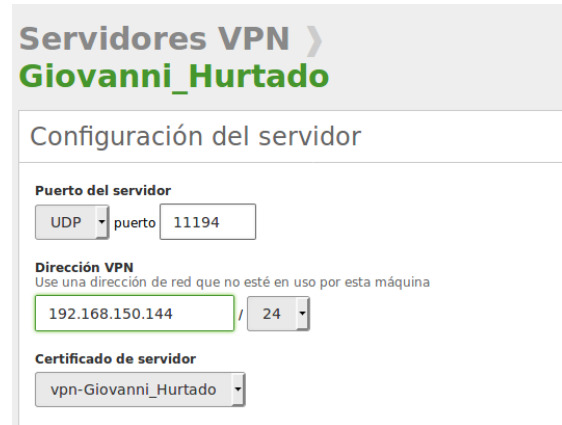 Servidores VPN ❯
Giovanni_Hurtado
Configuración del servidor
Puerto del servidor
UDP puerto 11194
Dirección VPN
Use una dirección de red que no esté en uso por esta máquina
192.168.150.144 / 24
Certificado de servidor
vpn-Giovanni_Hurtado